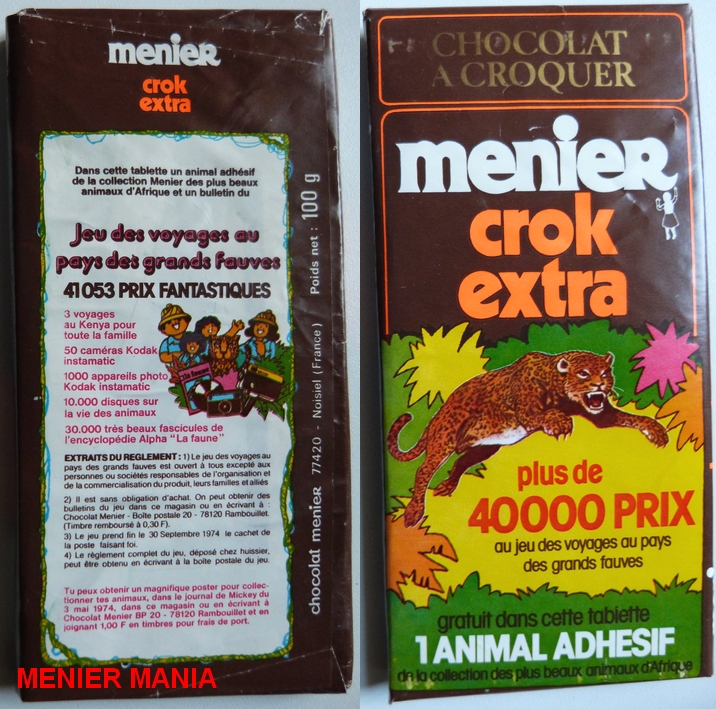 menier
crok
extra
Dans cette tablette un animal adhésif
de la collection Menier des plus beaux
animaux d'Afrique et un bulletin du
Jeu des voyages au
pays des grands fauves
41053 PRIX FANTASTIQUES
3 voyages
au Kenya pour
toute la famille
50 caméras Kodak
instamatic
1000 appareils photo
Kodak instamatic
10.000 disques sur
la vie des animaux
30.000 très beaux fascicules de
l'encyclopédie Alpha "La faune"
EXTRAITS DU REGLEMENT : 1) Le jeu des voyages au
pays des grands fauves est ouvert à tous excepté aux
personnes ou sociétés responsables de l'organisation et
de la commercialisation du produit, leurs familles et alliés
2) Il est sans obligation d'achat. On peut obtenir des
bulletins du jeu dans ce magasin ou en écrivant à :
Chocolat Menier - Boîte postale 20 - 78120 Rambouillet.
(Timbre remboursé à 0,30 F).
3) Le jeu prend fin le 30 Septembre 1974 le cachet de
la poste faisant foi.
4) Le règlement complet du jeu, déposé chez huissier,
peut être obtenu en écrivant à la boîte postale du jeu.
Tu peux obtenir un magnifique poster pour collec-
tionner tes animaux, dans le journal de Mickey du
3 mai 1974, dans ce magasin ou en écrivant à
Chocolat Menier BP 20 - 78120 Rambouillet et en
joignant 1,00 F en timbres pour frais de port.
chocolat menier 77420 - Noisiel (France) Poids net : 100 g
MENIER MANIA
CHOCOLAT
A CROQUER
menier
crok
extra
plus de
40000 PRIX
au jeu des voyages au pays
des grands fauves
gratuit dans cette tablette
1 ANIMAL ADHESIF
de la collection des plus beaux animaux d'Afrique